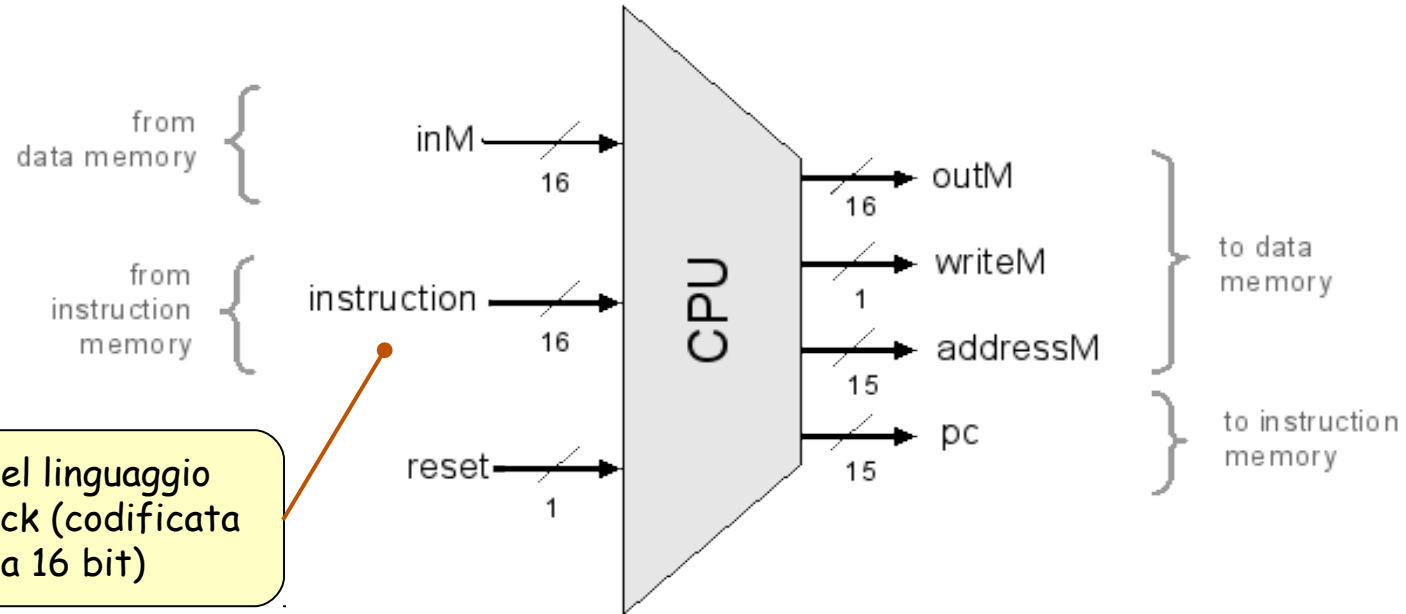 from
data memory
inM
16
from
instruction
memory
instruction
16
reset
1
CPU
outM
16
writeM
1
addressM
15
pc
15
to data
memory
to instruction
memory
el linguaggio
ck (codificata
a 16 bit)